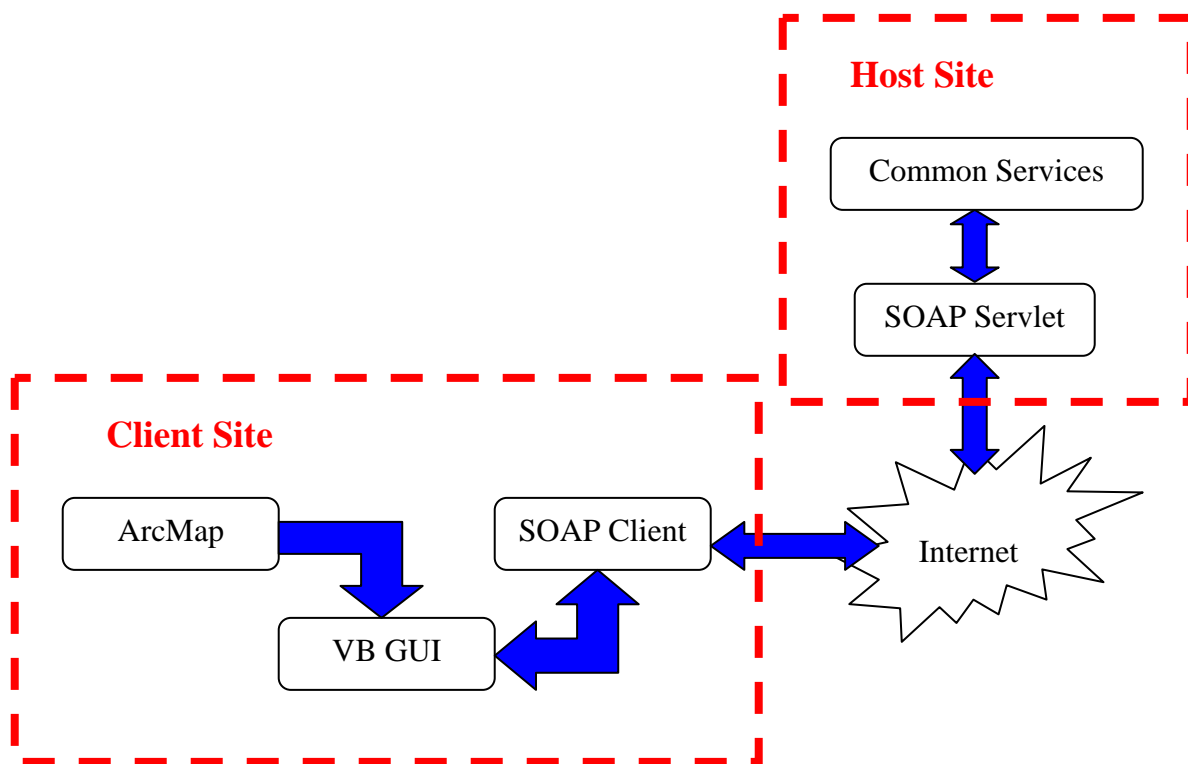 Host Site
Common Services
SOAP Servlet
Client Site
ArcMap
SOAP Client
Internet
VB GUI